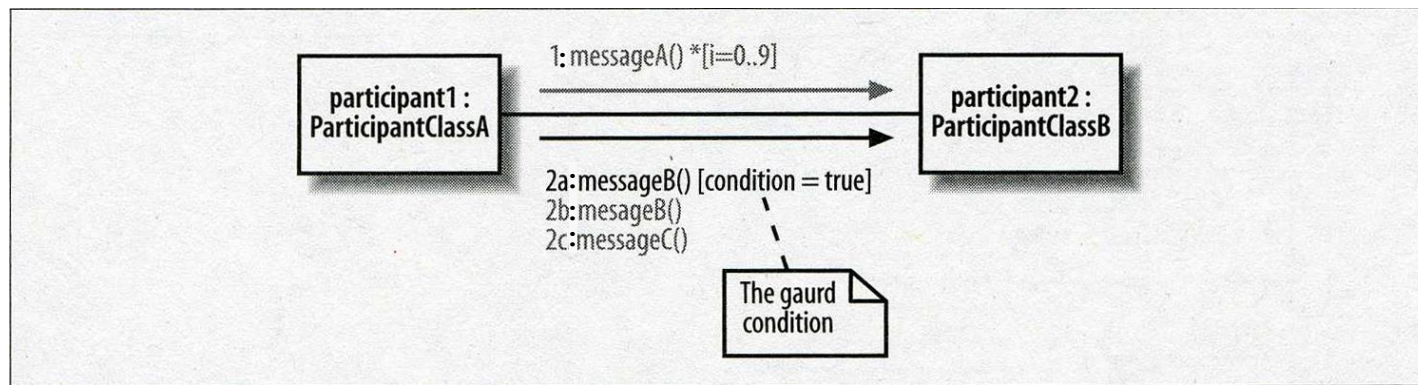 1: messageA() *[i=0..9]
participant1 :
ParticipantClassA
participant2 :
ParticipantClassB
2a:messageB() [condition = true]
2b:mesageB()
2c:messageC()
The gaurd
condition